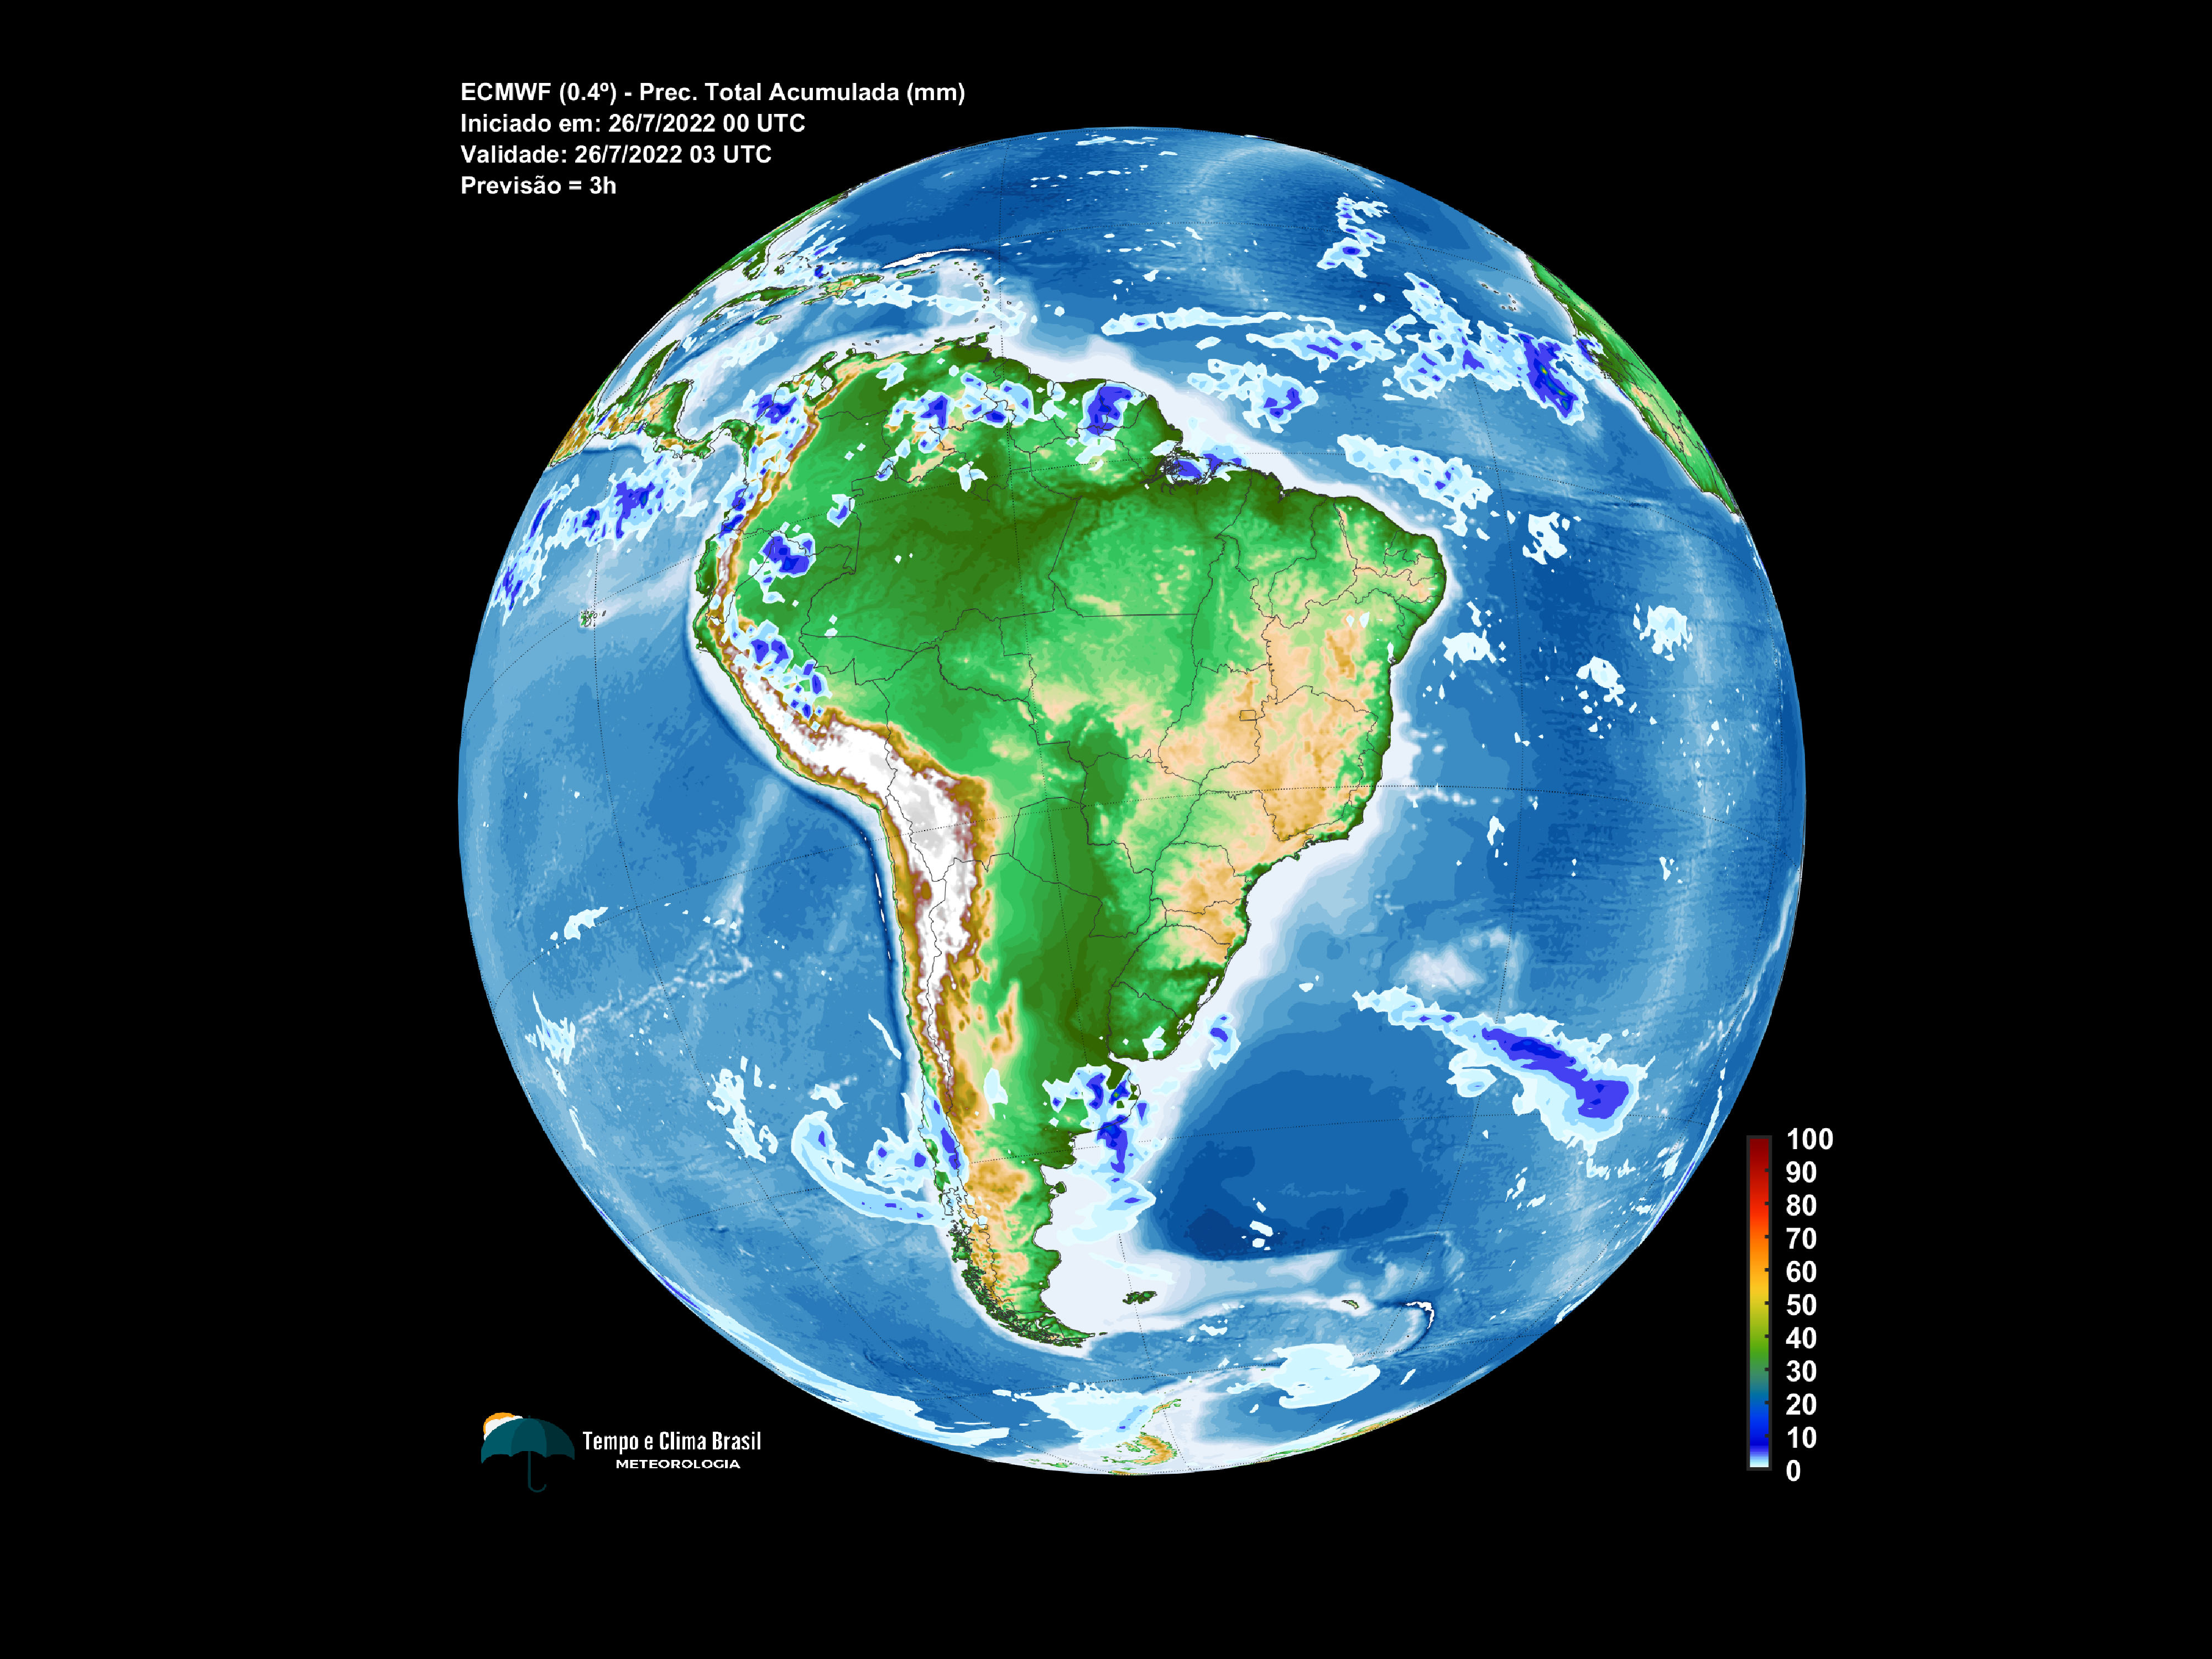 ECMWF (0.4º) - Prec. Total Acumulada (mm)
Iniciado em: 26/7/2022 00 UTC
Validade: 26/7/2022 03 UTC
Previsão = 3h
100
90
80
70
60
50
40
30
20
10
0
Tempo e Clima Brasil
METEOROLOGIA